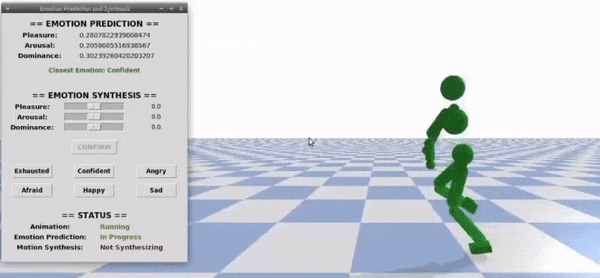 Emotion Prediction and Synthesis
== EMOTION PREDICTION ==
Pleasure: 0.2807822939008474
Arousal: 0.2059685516938567
Dominance: 0.30239260420203207
Closest Emotion: Confident
== EMOTION SYNTHESIS ==
Pleasure: 0.0
Arousal: 0.0
Dominance: 0.0
CONFIRM
Exhausted Confident Angry
Afraid Happy Sad
== STATUS ==
Animation: Running
Emotion Prediction: In Progress
Motion Synthesis: Not Synthesizing